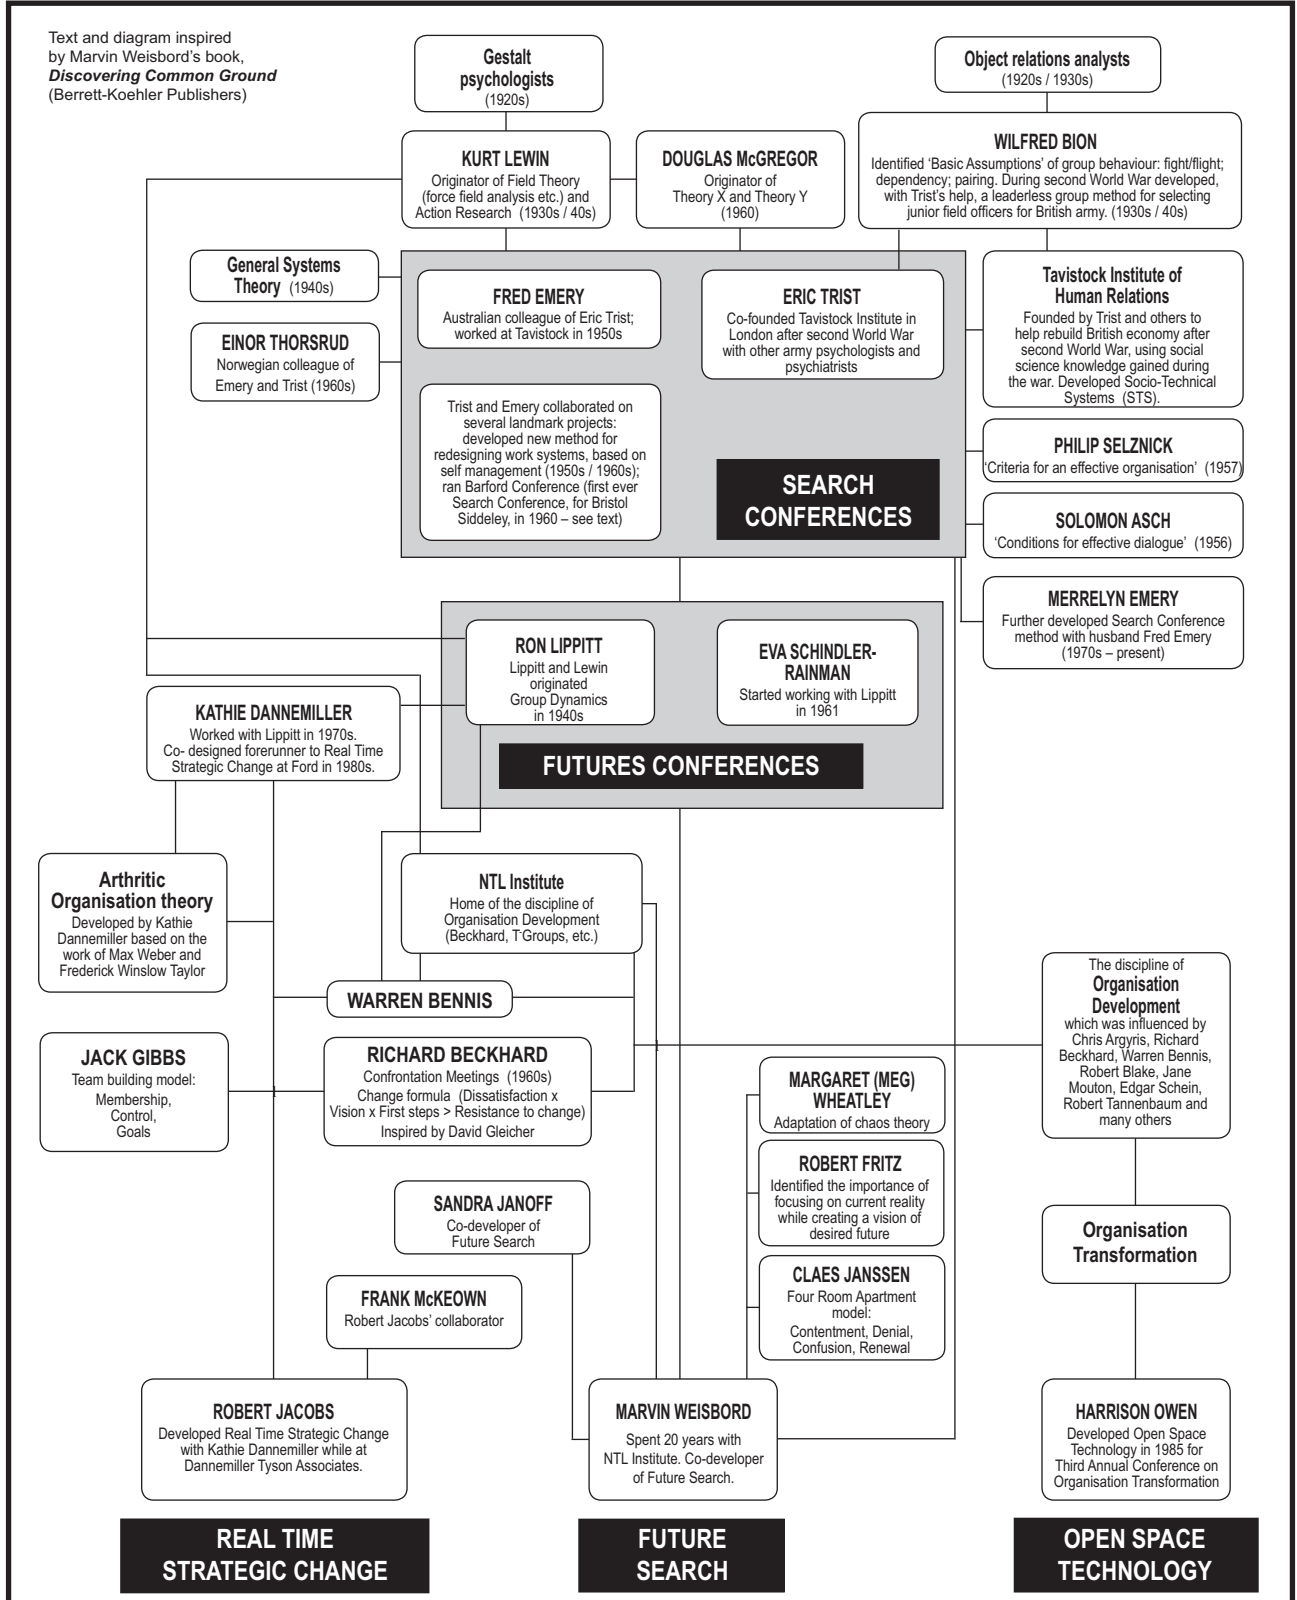 Text and diagram inspired
by Marvin Weisbord's book,
Discovering Common Ground
(Berrett-Koehler Publishers)
Gestalt
psychologists
(1920s)
Object relations analysts
(1920s / 1930s)
KURT LEWIN
Originator of Field Theory
(force field analysis etc.) and
Action Research (1930s / 40s)
DOUGLAS McGREGOR
Originator of
Theory X and Theory Y
(1960)
WILFRED BION
Identified 'Basic Assumptions' of group behaviour: fight/flight;
dependency; pairing. During second World War developed,
with Trist's help, a leaderless group method for selecting
junior field officers for British army. (1930s / 40s)
General Systems
Theory (1940s)
EINOR THORSRUD
Norwegian colleague of
Emery and Trist (1960s)
FRED EMERY
Australian colleague of Eric Trist;
worked at Tavistock in 1950s
ERIC TRIST
Co-founded Tavistock Institute in
London after second World War
with other army psychologists and
psychiatrists
Tavistock Institute of
Human Relations
Founded by Trist and others to
help rebuild British economy after
second World War, using social
science knowledge gained during
the war. Developed Socio-Technical
Systems (STS).
Trist and Emery collaborated on
several landmark projects:
developed new method for
redesigning work systems, based on
self management (1950s / 1960s);
ran Barford Conference (first ever
Search Conference, for Bristol
Siddeley, in 1960 – see text)
SEARCH
CONFERENCES
PHILIP SELZNICK
'Criteria for an effective organisation' (1957)
SOLOMON ASCH
'Conditions for effective dialogue' (1956)
MERRELYN EMERY
Further developed Search Conference
method with husband Fred Emery
(1970s – present)
RON LIPPITT
Lippitt and Lewin
originated
Group Dynamics
in 1940s
EVA SCHINDLER-
RAINMAN
Started working with Lippitt
in 1961
FUTURES CONFERENCES
KATHIE DANNEMILLER
Worked with Lippitt in 1970s.
Co- designed forerunner to Real Time
Strategic Change at Ford in 1980s.
Arthritic
Organisation theory
Developed by Kathie
Dannemiller based on the
work of Max Weber and
Frederick Winslow Taylor
NTL Institute
Home of the discipline of
Organisation Development
(Beckhard, T-Groups, etc.)
WARREN BENNIS
The discipline of
Organisation
Development
which was influenced by
Chris Argyris, Richard
Beckhard, Warren Bennis,
Robert Blake, Jane
Mouton, Edgar Schein,
Robert Tannenbaum and
many others
JACK GIBBS
Team building model:
Membership,
Control,
Goals
RICHARD BECKHARD
Confrontation Meetings (1960s)
Change formula (Dissatisfaction x
Vision x First steps > Resistance to change)
Inspired by David Gleicher
MARGARET (MEG)
WHEATLEY
Adaptation of chaos theory
ROBERT FRITZ
Identified the importance of
focusing on current reality
while creating a vision of
desired future
SANDRA JANOFF
Co-developer of
Future Search
Organisation
Transformation
CLAES JANSSEN
Four Room Apartment
model:
Contentment, Denial,
Confusion, Renewal
FRANK McKEOWN
Robert Jacobs' collaborator
ROBERT JACOBS
Developed Real Time Strategic Change
with Kathie Dannemiller while at
Dannemiller Tyson Associates.
MARVIN WEISBORD
Spent 20 years with
NTL Institute. Co-developer
of Future Search.
HARRISON OWEN
Developed Open Space
Technology in 1985 for
Third Annual Conference on
Organisation Transformation
REAL TIME
STRATEGIC CHANGE
FUTURE
SEARCH
OPEN SPACE
TECHNOLOGY